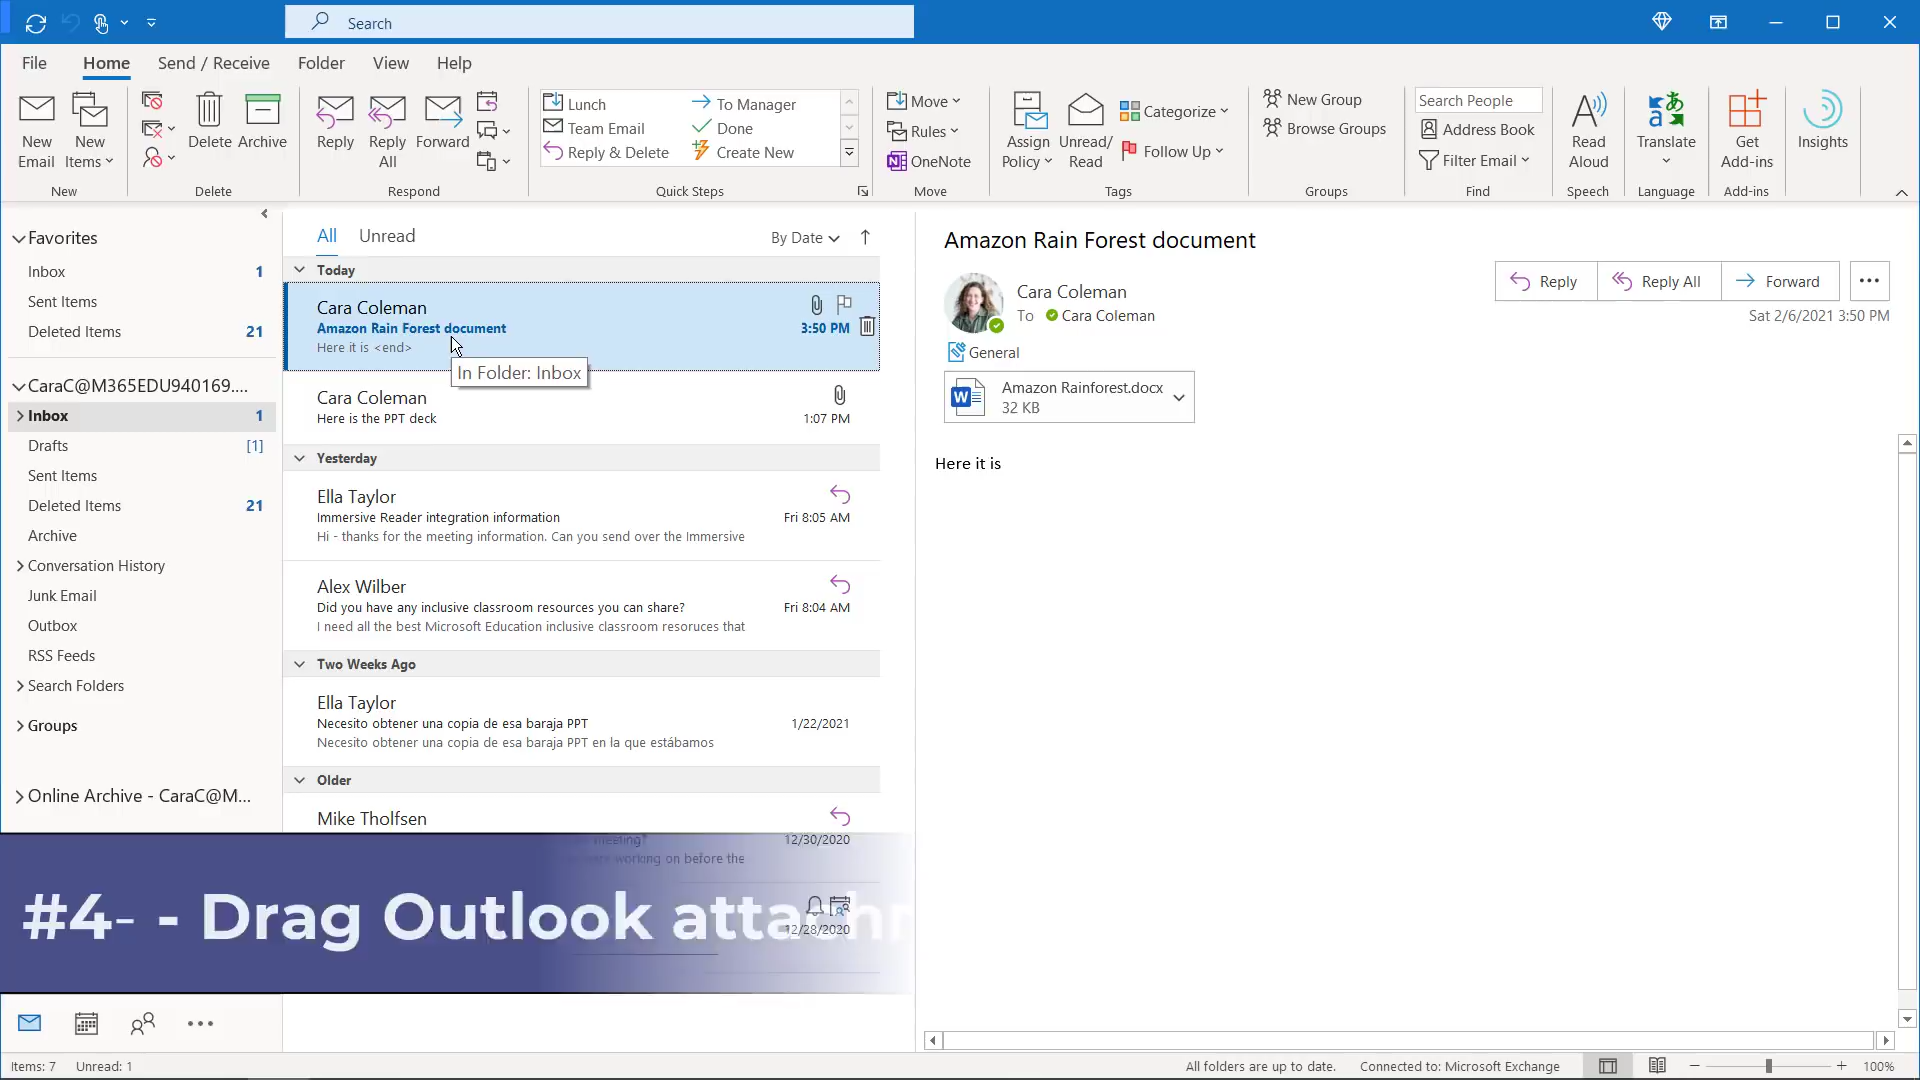 Search
File
Home
Send / Receive
Folder
View
Help
New Email
New Items
New
Delete
Archive
Delete
Reply
Reply All
Forward
Respond
Lunch
To Manager
Team Email
Done
Reply & Delete
Create New
Quick Steps
Move
Rules
OneNote
Move
Assign Policy
Unread/ Read
Categorize
Follow Up
Tags
New Group
Browse Groups
Groups
Search People
Address Book
Filter Email
Find
Read Aloud
Speech
Translate
Language
Get Add-ins
Add-ins
Insights
Favorites
Inbox 1
Sent Items
Deleted Items 21
CaraC@M365EDU940169....
Inbox 1
Drafts [1]
Sent Items
Deleted Items 21
Archive
Conversation History
Junk Email
Outbox
RSS Feeds
Search Folders
Groups
Online Archive - CaraC@M...
All
Unread
By Date
Today
Cara Coleman
Amazon Rain Forest document 3:50 PM
Here it is <end>
In Folder: Inbox
Cara Coleman
Here is the PPT deck 1:07 PM
Yesterday
Ella Taylor
Immersive Reader integration information Fri 8:05 AM
Hi - thanks for the meeting information. Can you send over the Immersive
Alex Wilber
Did you have any inclusive classroom resources you can share? Fri 8:04 AM
I need all the best Microsoft Education inclusive classroom resoruces that
Two Weeks Ago
Ella Taylor
Necesito obtener una copia de esa baraja PPT 1/22/2021
Necesito obtener una copia de esa baraja PPT en la que estábamos
Older
Mike Tholfsen
meeting? 12/30/2020
working on before the
#4- - Drag Outlook attach
12/28/2020
Amazon Rain Forest document
Cara Coleman
To Cara Coleman
Reply
Reply All
Forward
Sat 2/6/2021 3:50 PM
General
Amazon Rainforest.docx
32 KB
Here it is
Items: 7
Unread: 1
All folders are up to date.
Connected to: Microsoft Exchange
100%